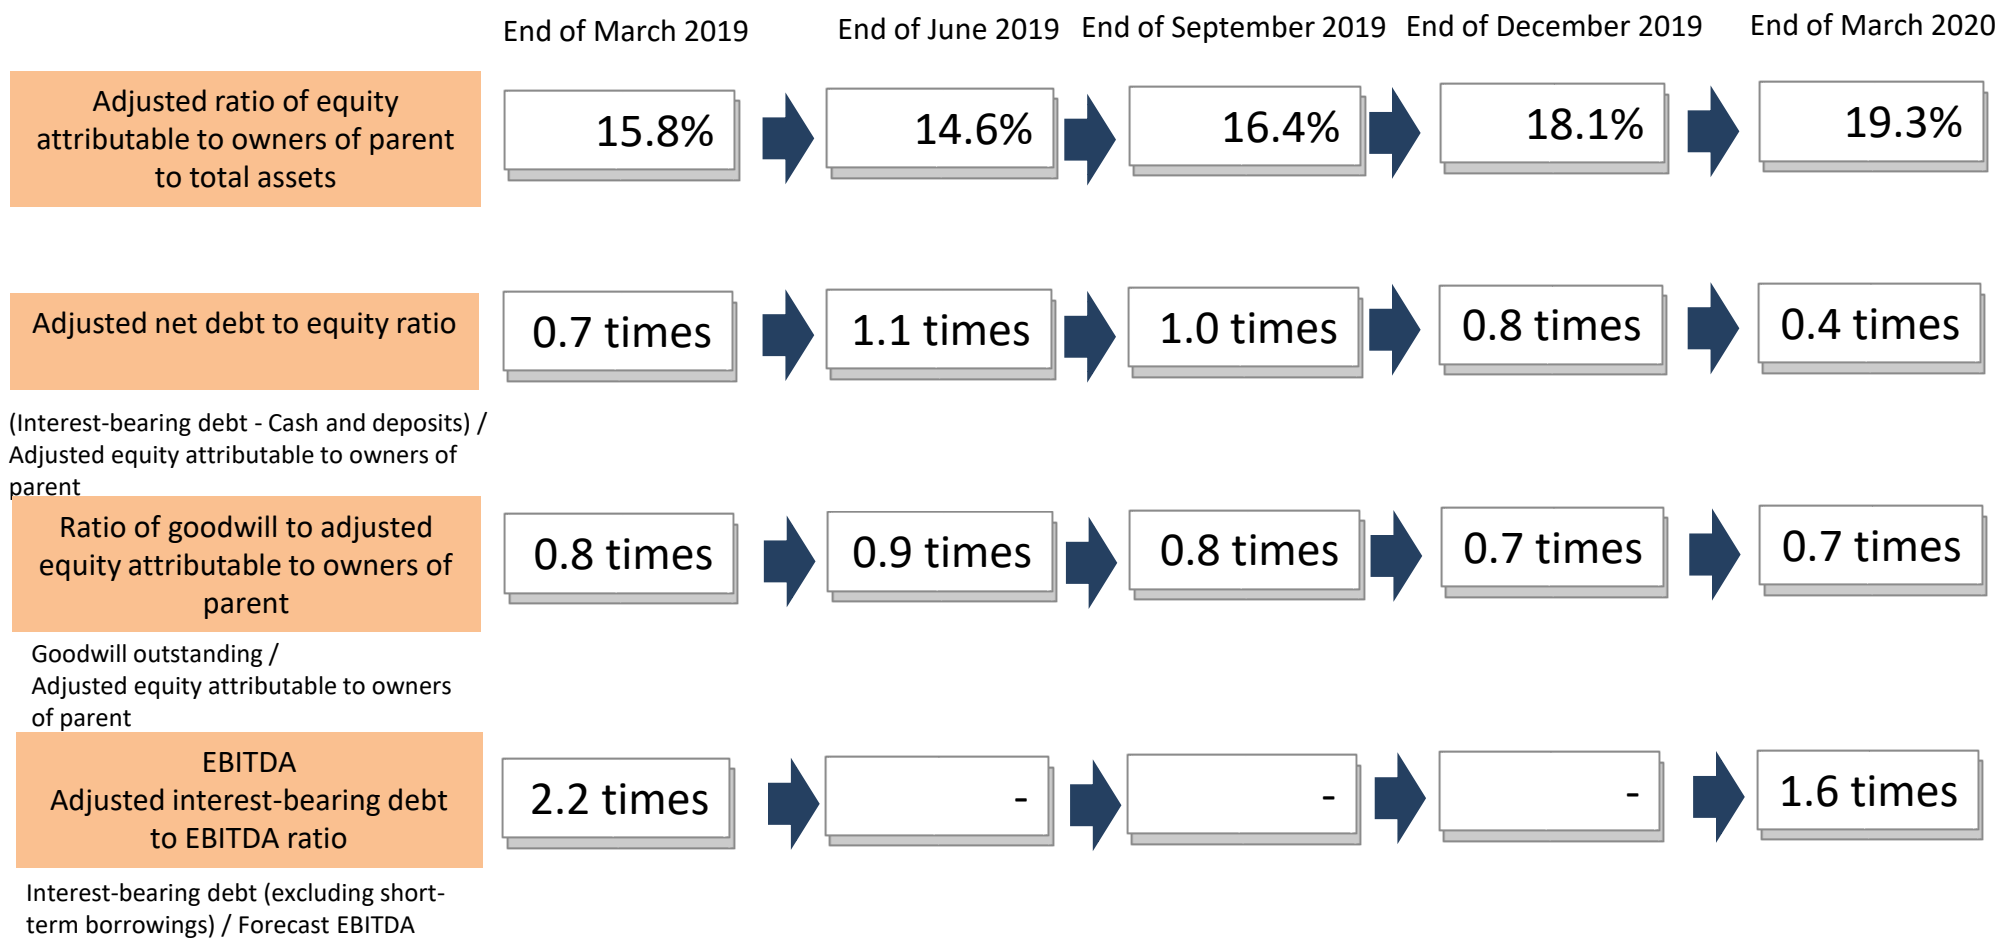 End of March 2019 End of June 2019 End of September 2019 End of December 2019 End of March 2020
Adjusted ratio of equity
attributable to owners of parent
to total assets
15.8% 14.6% 16.4% 18.1% 19.3%
Adjusted net debt to equity ratio
0.7 times 1.1 times 1.0 times 0.8 times 0.4 times
(Interest-bearing debt - Cash and deposits) /
Adjusted equity attributable to owners of
parent
Ratio of goodwill to adjusted
equity attributable to owners of
parent
0.8 times 0.9 times 0.8 times 0.7 times 0.7 times
Goodwill outstanding /
Adjusted equity attributable to owners
of parent
EBITDA
Adjusted interest-bearing debt
to EBITDA ratio
2.2 times - - - 1.6 times
Interest-bearing debt (excluding short-
term borrowings) / Forecast EBITDA